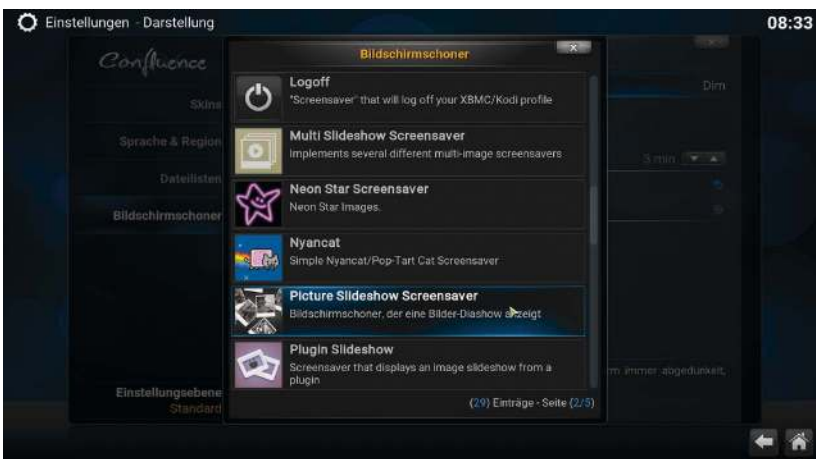 Einstellungen - Darstellung
08:33
Confluence
Skins
Sprache & Region
Dateilisten
Bildschirmschoner
Einstellungsebene
Standard
Bildschirmschoner
Logoff
"Screensaver" that will log off your XBMC/Kodi profile
Multi Slideshow Screensaver
Implements several different multi-image screensavers
Neon Star Screensaver
Neon Star Images.
Nyancat
Simple Nyancat/Pop-Tart Cat Screensaver
Picture Slideshow Screensaver
Bildschirmschoner, der eine Bilder-Diashow anzeigt
Plugin Slideshow
Screensaver that displays an image slideshow from a
plugin
(29) Einträge - Seite (2/5)
Dim
3 min
immer abgedunkelt,